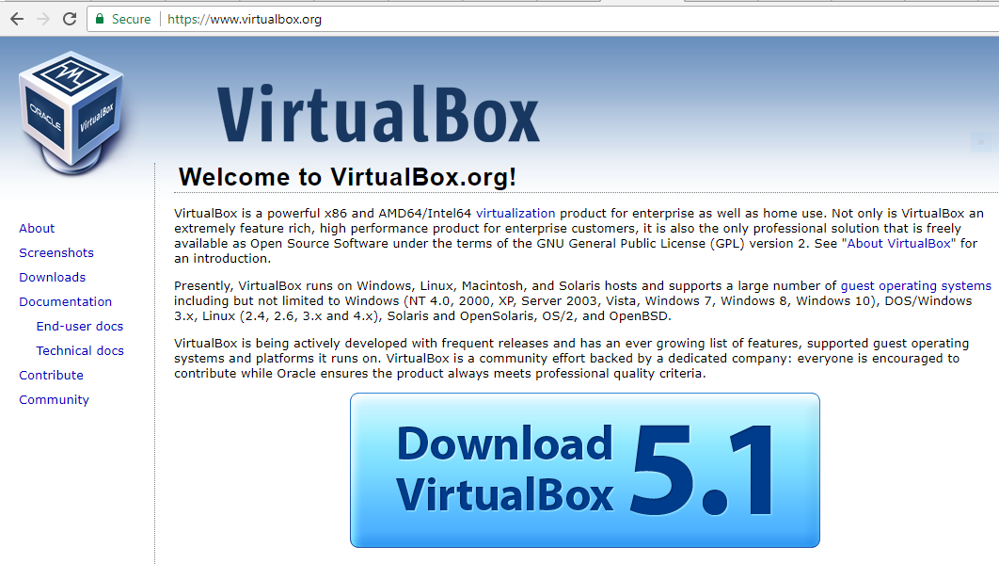 Secure https://www.virtualbox.org
ORACLE VirtualBox
VirtualBox
Welcome to VirtualBox.org!
About
Screenshots
Downloads
Documentation
End-user docs
Technical docs
Contribute
Community
VirtualBox is a powerful x86 and AMD64/Intel64 virtualization product for enterprise as well as home use. Not only is VirtualBox an
extremely feature rich, high performance product for enterprise customers, it is also the only professional solution that is freely
available as Open Source Software under the terms of the GNU General Public License (GPL) version 2. See "About VirtualBox" for
an introduction.
Presently, VirtualBox runs on Windows, Linux, Macintosh, and Solaris hosts and supports a large number of guest operating systems
including but not limited to Windows (NT 4.0, 2000, XP, Server 2003, Vista, Windows 7, Windows 8, Windows 10), DOS/Windows
3.x, Linux (2.4, 2.6, 3.x and 4.x), Solaris and OpenSolaris, OS/2, and OpenBSD.
VirtualBox is being actively developed with frequent releases and has an ever growing list of features, supported guest operating
systems and platforms it runs on. VirtualBox is a community effort backed by a dedicated company: everyone is encouraged to
contribute while Oracle ensures the product always meets professional quality criteria.
Download
VirtualBox 5.1